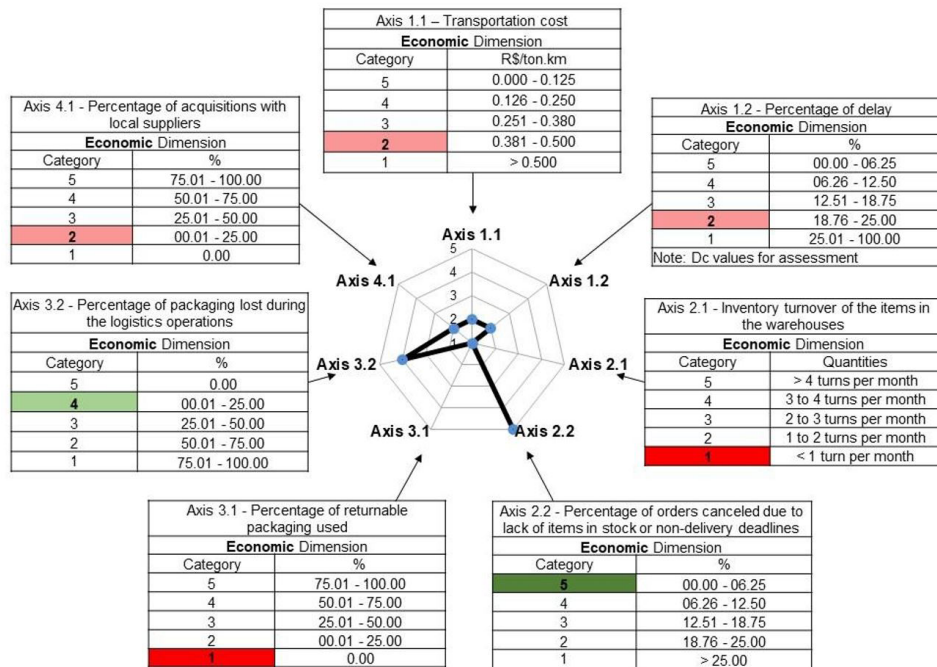 Axis 1.1 – Transportation cost
Economic Dimension
Category R$/ton.km
5 0.000 - 0.125
4 0.126 - 0.250
3 0.251 - 0.380
2 0.381 - 0.500
1 > 0.500
Axis 4.1 - Percentage of acquisitions with
local suppliers
Economic Dimension
Category %
5 75.01 - 100.00
4 50.01 - 75.00
3 25.01 - 50.00
2 00.01 - 25.00
1 0.00
Axis 1.2 - Percentage of delay
Economic Dimension
Category %
5 00.00 - 06.25
4 06.26 - 12.50
3 12.51 - 18.75
2 18.76 - 25.00
1 25.01 - 100.00
Note: Dc values for assessment
Axis 1.1
Axis 1.2
Axis 2.1
Axis 2.2
Axis 3.1
Axis 3.2
Axis 4.1
5
4
3
2
1
Axis 3.2 - Percentage of packaging lost during
the logistics operations
Economic Dimension
Category %
5 0.00
4 00.01 - 25.00
3 25.01 - 50.00
2 50.01 - 75.00
1 75.01 - 100.00
Axis 2.1 - Inventory turnover of the items in
the warehouses
Economic Dimension
Category Quantities
5 > 4 turns per month
4 3 to 4 turns per month
3 2 to 3 turns per month
2 1 to 2 turns per month
1 < 1 turn per month
Axis 3.1 - Percentage of returnable
packaging used
Economic Dimension
Category %
5 75.01 - 100.00
4 50.01 - 75.00
3 25.01 - 50.00
2 00.01 - 25.00
1 0.00
Axis 2.2 - Percentage of orders canceled due to
lack of items in stock or non-delivery deadlines
Economic Dimension
Category %
5 00.00 - 06.25
4 06.26 - 12.50
3 12.51 - 18.75
2 18.76 - 25.00
1 > 25.00